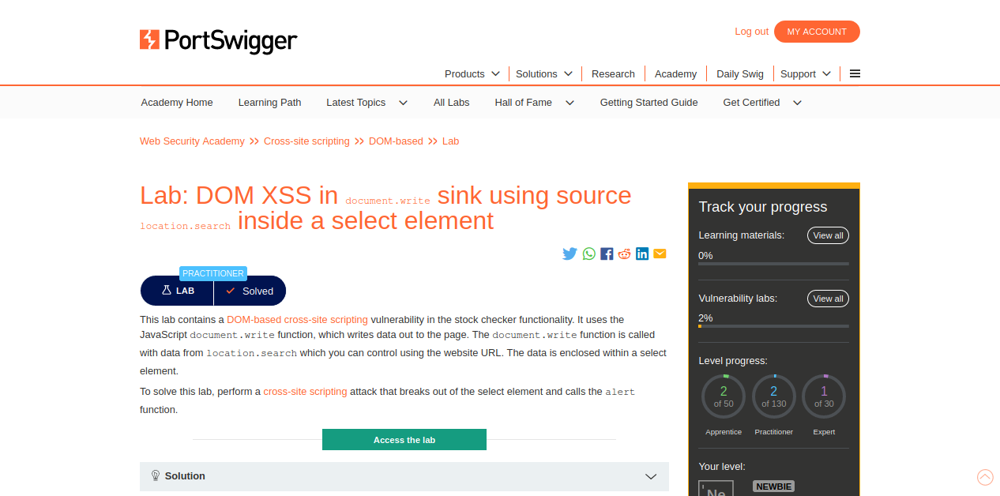 PortSwigger
Log out MY ACCOUNT
Products Solutions Research Academy Daily Swig Support
Academy Home Learning Path Latest Topics All Labs Hall of Fame Getting Started Guide Get Certified
Web Security Academy Cross-site scripting DOM-based Lab
Lab: DOM XSS in document.write sink using source
location.search inside a select element
PRACTITIONER
LAB Solved
This lab contains a DOM-based cross-site scripting vulnerability in the stock checker functionality. It uses the
JavaScript document.write function, which writes data out to the page. The document.write function is called
with data from location.search which you can control using the website URL. The data is enclosed within a select
element.
To solve this lab, perform a cross-site scripting attack that breaks out of the select element and calls the alert
function.
Access the lab
Solution
Track your progress
Learning materials: View all
0%
Vulnerability labs: View all
2%
Level progress:
2 2 1
of 50 of 130 of 30
Apprentice Practitioner Expert
Your level:
Ne NEWBIE